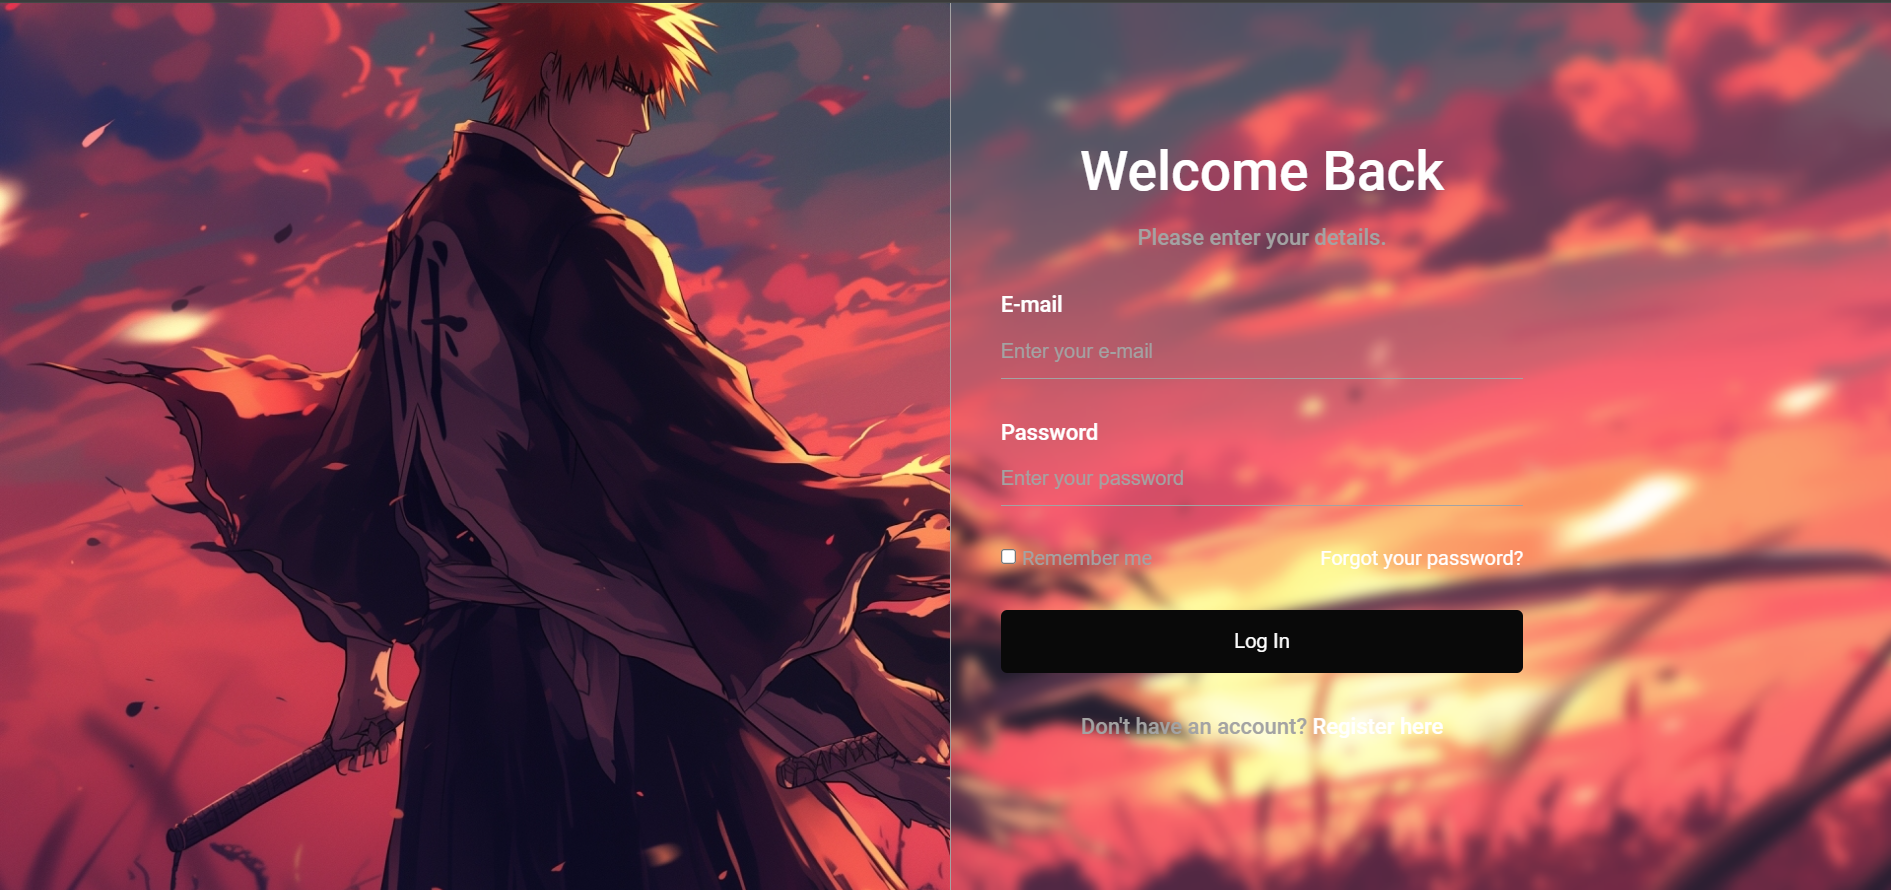 Welcome Back
Please enter your details.
E-mail
Enter your e-mail
Password
Enter your password
Remember me
Forgot your password?
Log In
Don't have an account? Register here